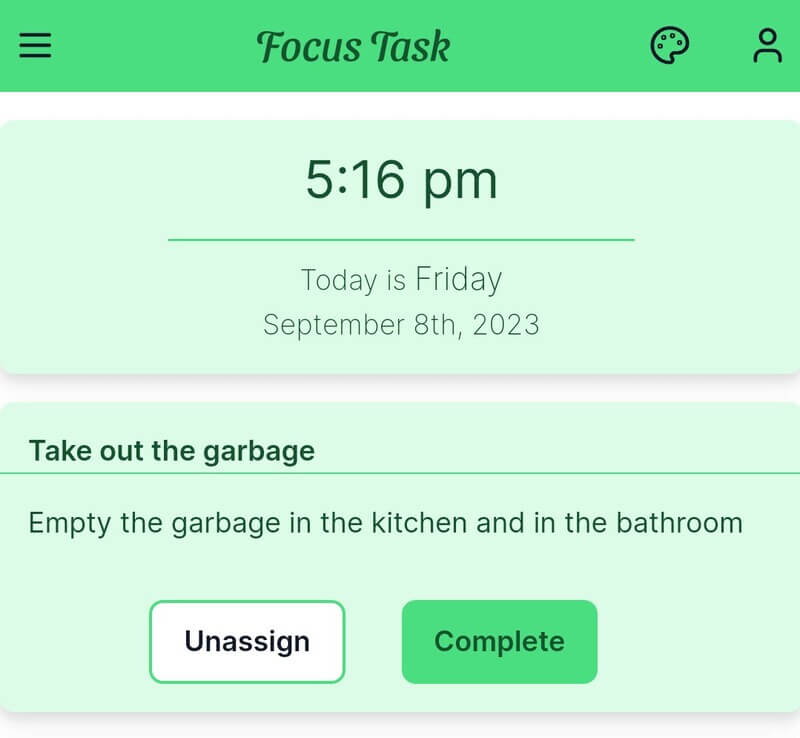 Focus Task
5:16 pm
Today is Friday
September 8th, 2023
Take out the garbage
Empty the garbage in the kitchen and in the bathroom
Unassign
Complete